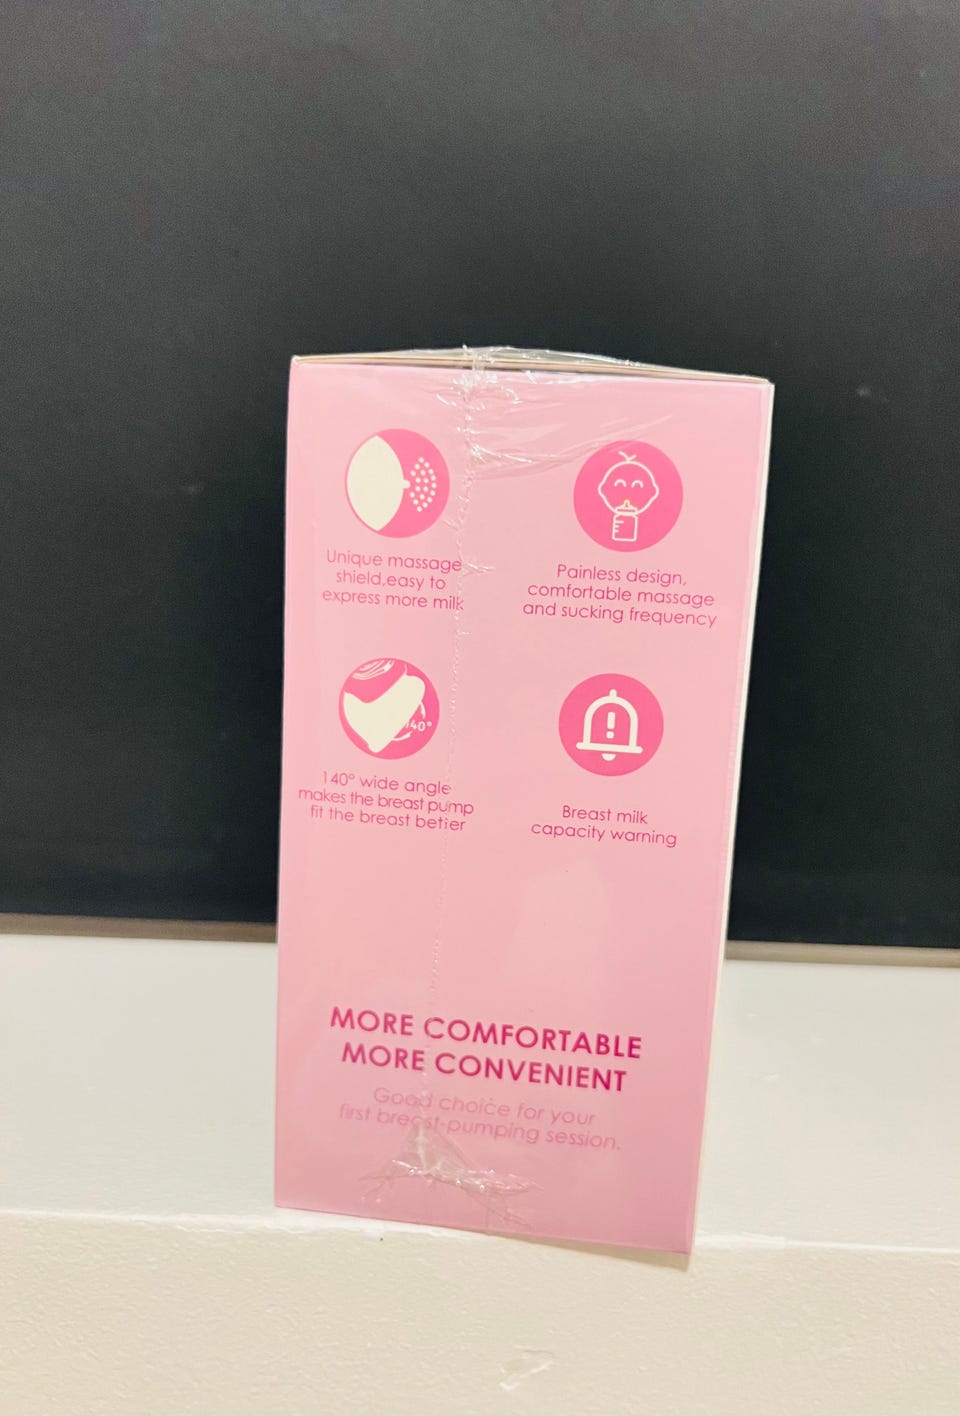 Unique massage
shield,easy to
express more milk
Painless design,
comfortable massage
and sucking frequency
140°
140° wide angle
makes the breast pump
fit the breast better
Breast milk
capacity warning
MORE COMFORTABLE
MORE CONVENIENT
Good choice for your
first breast-pumping session.